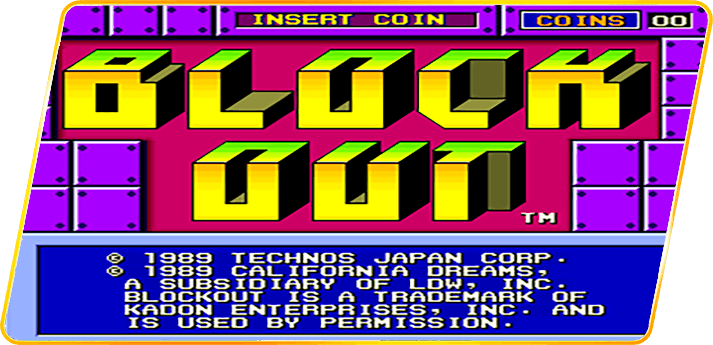 INSERT COIN
COINS 00
BLOCK
OUT
TM
© 1989 TECHNOS JAPAN CORP.
© 1989 CALIFORNIA DREAMS,
A SUBSIDIARY OF LDW, INC.
BLOCKOUT IS A TRADEMARK OF
KADON ENTERPRISES, INC. AND
IS USED BY PERMISSION.